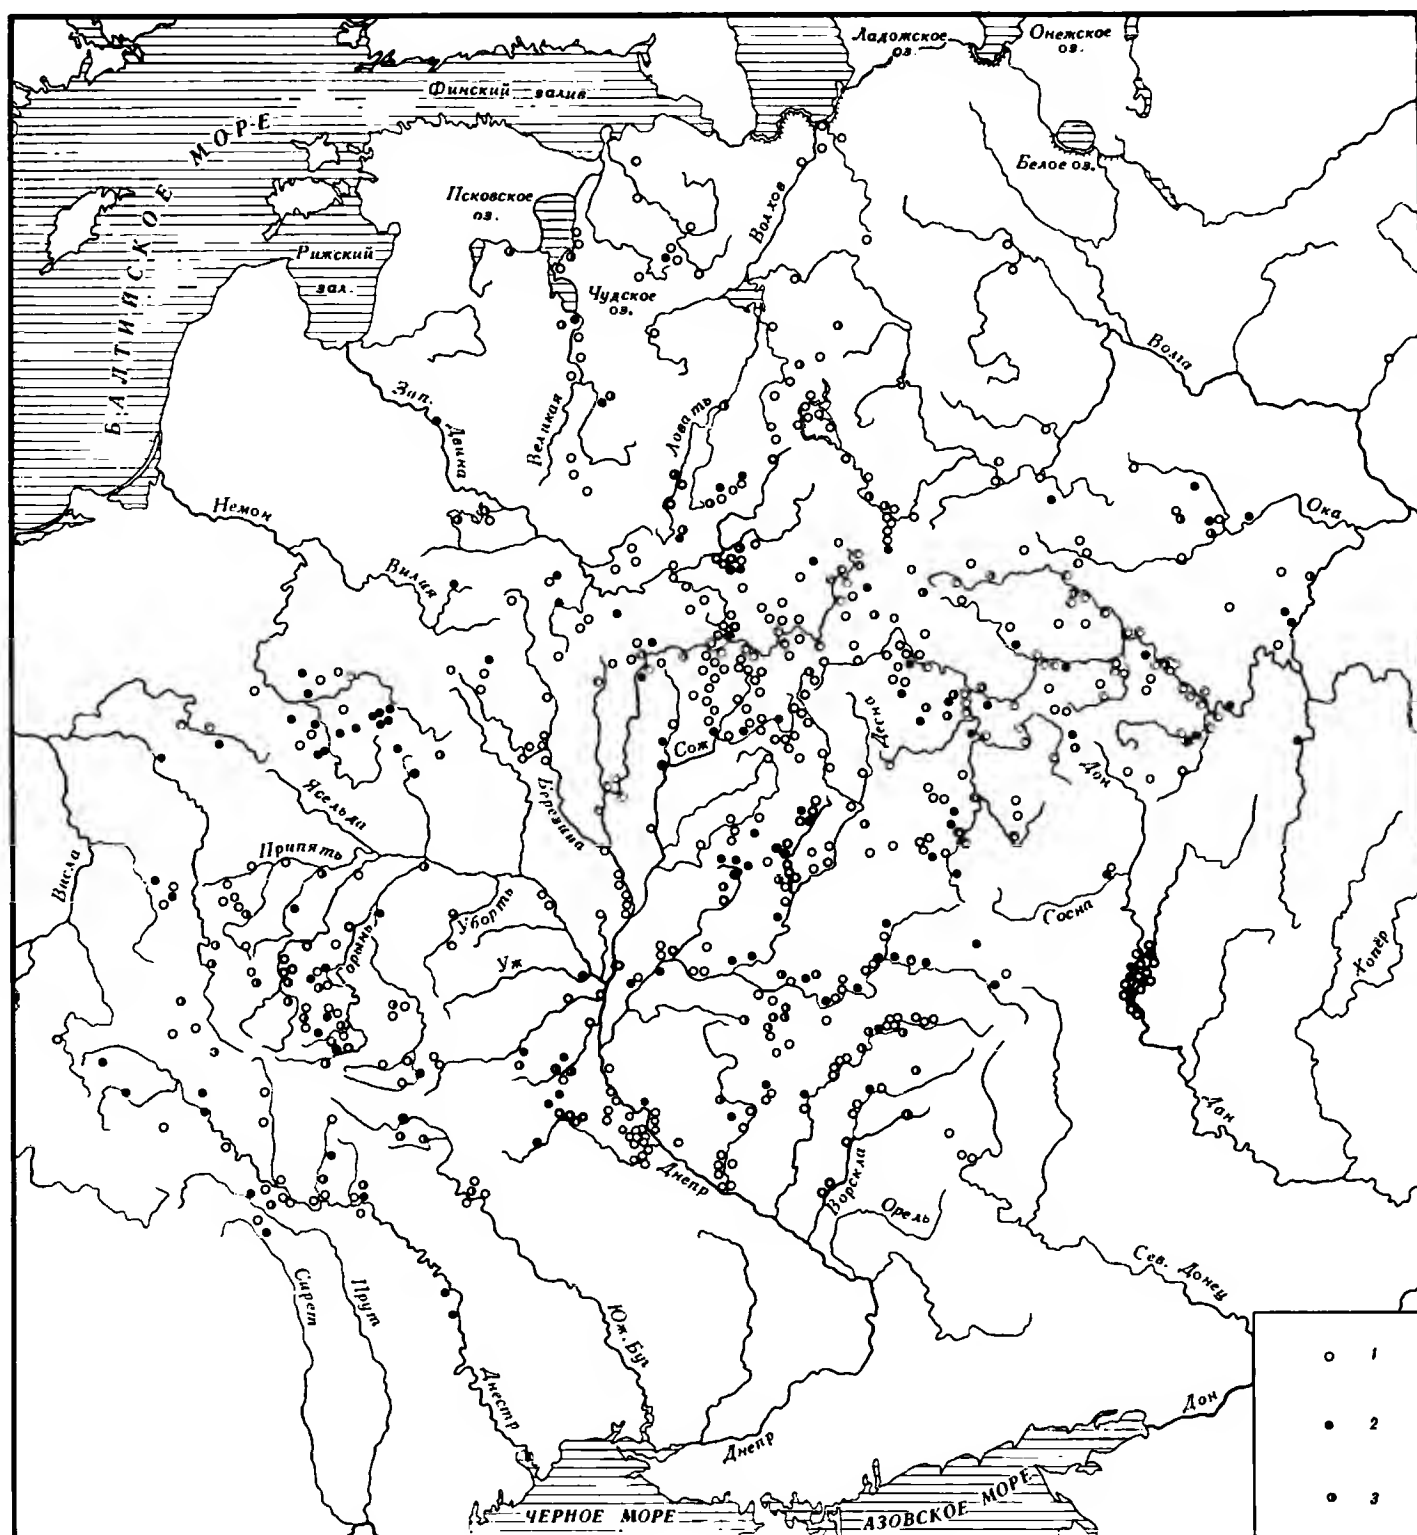 Ладожское
оз.
Онежское
оз.
Финский залив
БАЛТИЙСКОЕ МОРЕ
Белое оз.
Псковское
оз.
Волхов
Рижский
зал.
Чудское
оз.
Волга
Зап.
Двина
Великая
Ловать
Немон
Ока
Вилия
Десна
Сож
Дон
Березина
Ясельда
Припять
Висла
Уборть
Сосна
Горынь
Хопёр
Уж
Дон
Днепр
Ворскла
Орель
Сев. Донец
Сирет
Прут
Юж. Буг
Днестр
Днепр
Дон
ЧЕРНОЕ МОРЕ
АЗОВСКОЕ МОРЕ
1
2
3